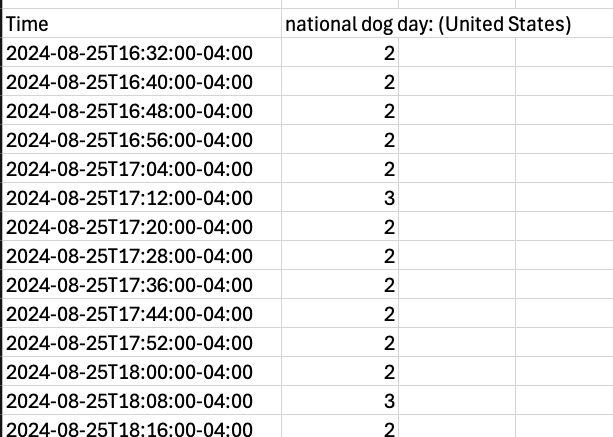 Time national dog day: (United States)
2024-08-25T16:32:00-04:00 2
2024-08-25T16:40:00-04:00 2
2024-08-25T16:48:00-04:00 2
2024-08-25T16:56:00-04:00 2
2024-08-25T17:04:00-04:00 2
2024-08-25T17:12:00-04:00 3
2024-08-25T17:20:00-04:00 2
2024-08-25T17:28:00-04:00 2
2024-08-25T17:36:00-04:00 2
2024-08-25T17:44:00-04:00 2
2024-08-25T17:52:00-04:00 2
2024-08-25T18:00:00-04:00 2
2024-08-25T18:08:00-04:00 3
2024-08-25T18:16:00-04:00 2